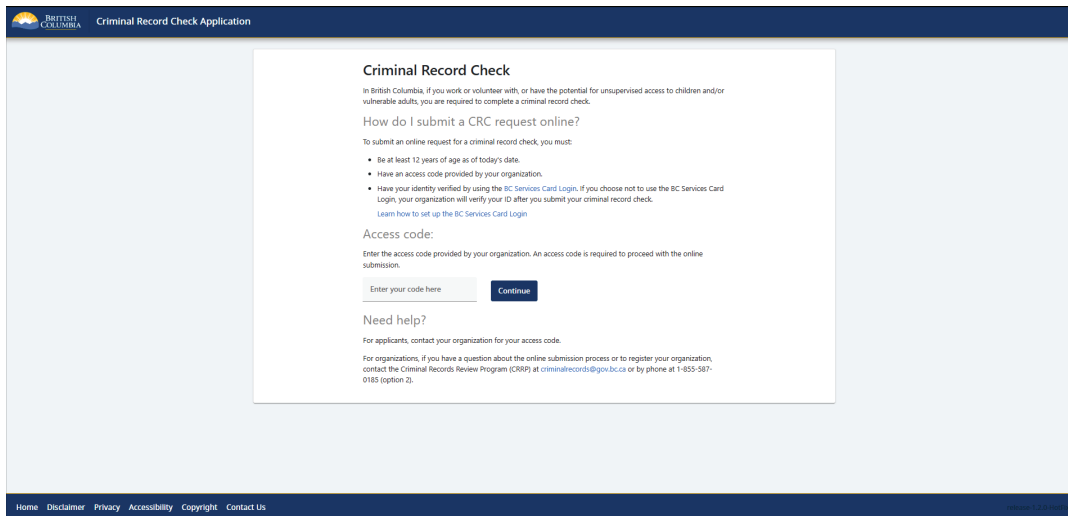 BRITISH
COLUMBIA
Criminal Record Check Application
Criminal Record Check
In British Columbia, if you work or volunteer with, or have the potential for unsupervised access to children and/or
vulnerable adults, you are required to complete a criminal record check.
How do I submit a CRC request online?
To submit an online request for a criminal record check, you must:
• Be at least 12 years of age as of today's date.
• Have an access code provided by your organization.
• Have your identity verified by using the BC Services Card Login. If you choose not to use the BC Services Card
Login, your organization will verify your ID after you submit your criminal record check.
Learn how to set up the BC Services Card Login
Access code:
Enter the access code provided by your organization. An access code is required to proceed with the online
submission.
Enter your code here
Continue
Need help?
For applicants, contact your organization for your access code.
For organizations, if you have a question about the online submission process or to register your organization,
contact the Criminal Records Review Program (CRRP) at criminalrecords@gov.bc.ca or by phone at 1-855-587-
0185 (option 2).
Home Disclaimer Privacy Accessibility Copyright Contact Us